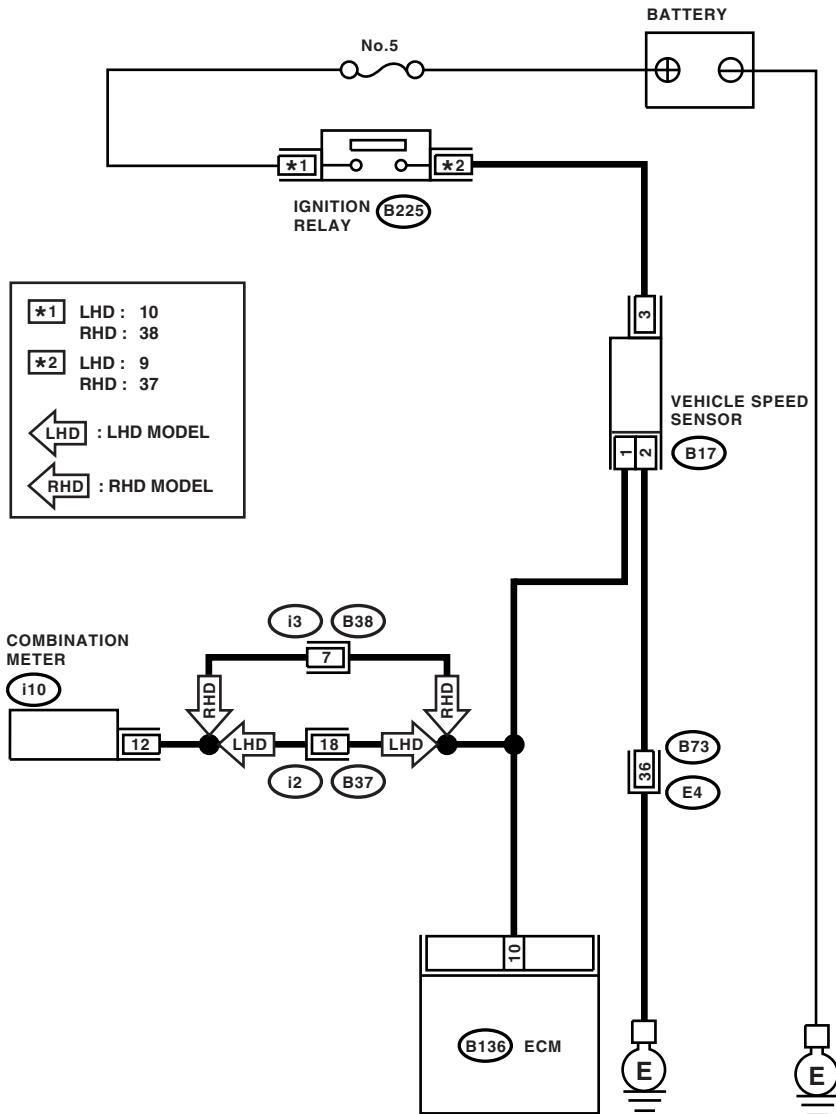 BATTERY
No.5
*1
*2
IGNITION
RELAY
B225
3
*1 LHD : 10
RHD : 38
*2 LHD : 9
RHD : 37
LHD : LHD MODEL
RHD : RHD MODEL
VEHICLE SPEED
SENSOR
1 2
B17
i3 B38
COMBINATION
METER
i10
7
RHD
RHD
12
LHD
18
LHD
i2 B37
B73
36
E4
10
B136 ECM
E
E